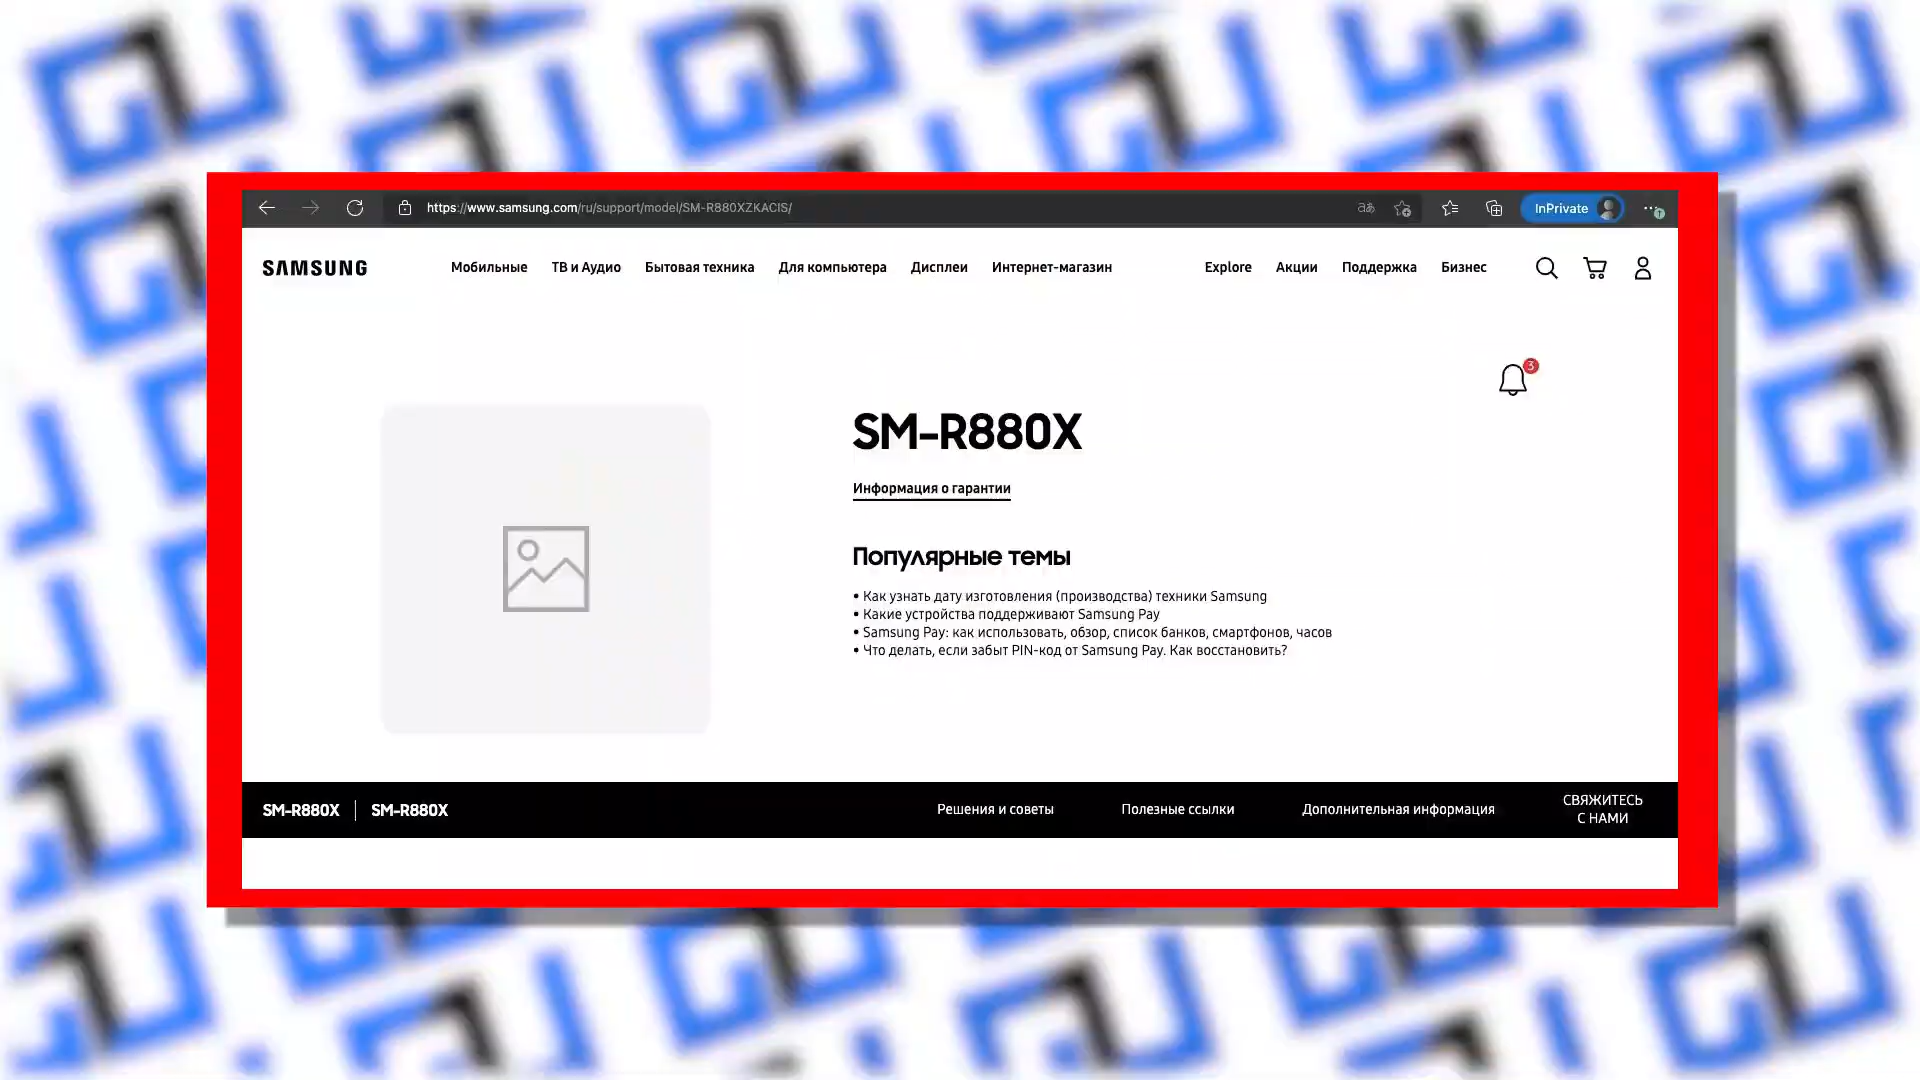 https://www.samsung.com/ru/support/model/SM-R880XZKACIS/
InPrivate
SAMSUNG
Мобильные ТВ и Аудио Бытовая техника Для компьютера Дисплеи Интернет-магазин Explore Акции Поддержка Бизнес
3
SM-R880X
Информация о гарантии
Популярные темы
• Как узнать дату изготовления (производства) техники Samsung
• Какие устройства поддерживают Samsung Pay
• Samsung Pay: как использовать, обзор, список банков, смартфонов, часов
• Что делать, если забыт PIN-код от Samsung Pay. Как восстановить?
SM-R880X | SM-R880X Решения и советы Полезные ссылки Дополнительная информация
СВЯЖИТЕСЬ
С НАМИ